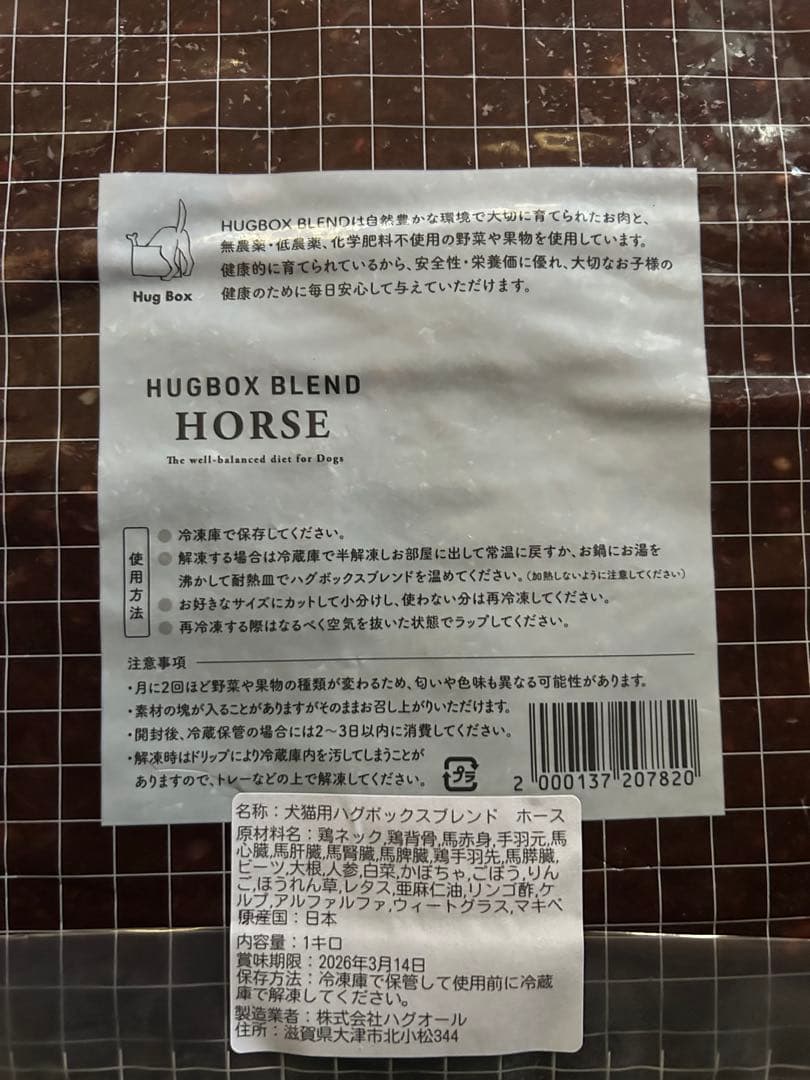 HUGBOX BLENDは自然豊かな環境で大切に育てられたお肉と、
無農薬・低農薬、化学肥料不使用の野菜や果物を使用しています。
健康的に育てられているから、安全性・栄養価に優れ、大切なお子様の
健康のために毎日安心して与えていただけます。
Hug Box
HUGBOX BLEND
HORSE
The well-balanced diet for Dogs
使用方法
冷凍庫で保存してください。
解凍する場合は冷蔵庫で半解凍しお部屋に出して常温に戻すか、お鍋にお湯を
沸かして耐熱皿でハグボックスブレンドを温めてください。(加熱しないように注意してください)
お好きなサイズにカットして小分けし、使わない分は再冷凍してください。
再冷凍する際はなるべく空気を抜いた状態でラップしてください。
注意事項
・月に2回ほど野菜や果物の種類が変わるため、匂いや色味も異なる可能性があります。
・素材の塊が入ることがありますがそのままお召し上がりいただけます。
・開封後、冷蔵保管の場合には2〜3日以内に消費してください。
・解凍時はドリップにより冷蔵庫内を汚してしまうことが
ありますので、トレーなどの上で解凍してください。
プラ
2 000137 207820
名称：犬猫用ハグボックスブレンド　ホース
原材料名：鶏ネック,鶏背骨,馬赤身,手羽元,馬
心臓,馬肝臓,馬腎臓,馬脾臓,鶏手羽先,馬膵臓,
ビーツ,大根,人参,白菜,かぼちゃ,ごぼう,りん
ご,ほうれん草,レタス,亜麻仁油,リンゴ酢,ケ
ルプ,アルファルファ,ウィートグラス,マキベ
原産国：日本
内容量：1キロ
賞味期限：2026年3月14日
保存方法：冷凍庫で保管して使用前に冷蔵
庫で解凍してください。
製造業者：株式会社ハグオール
住所：滋賀県大津市北小松344